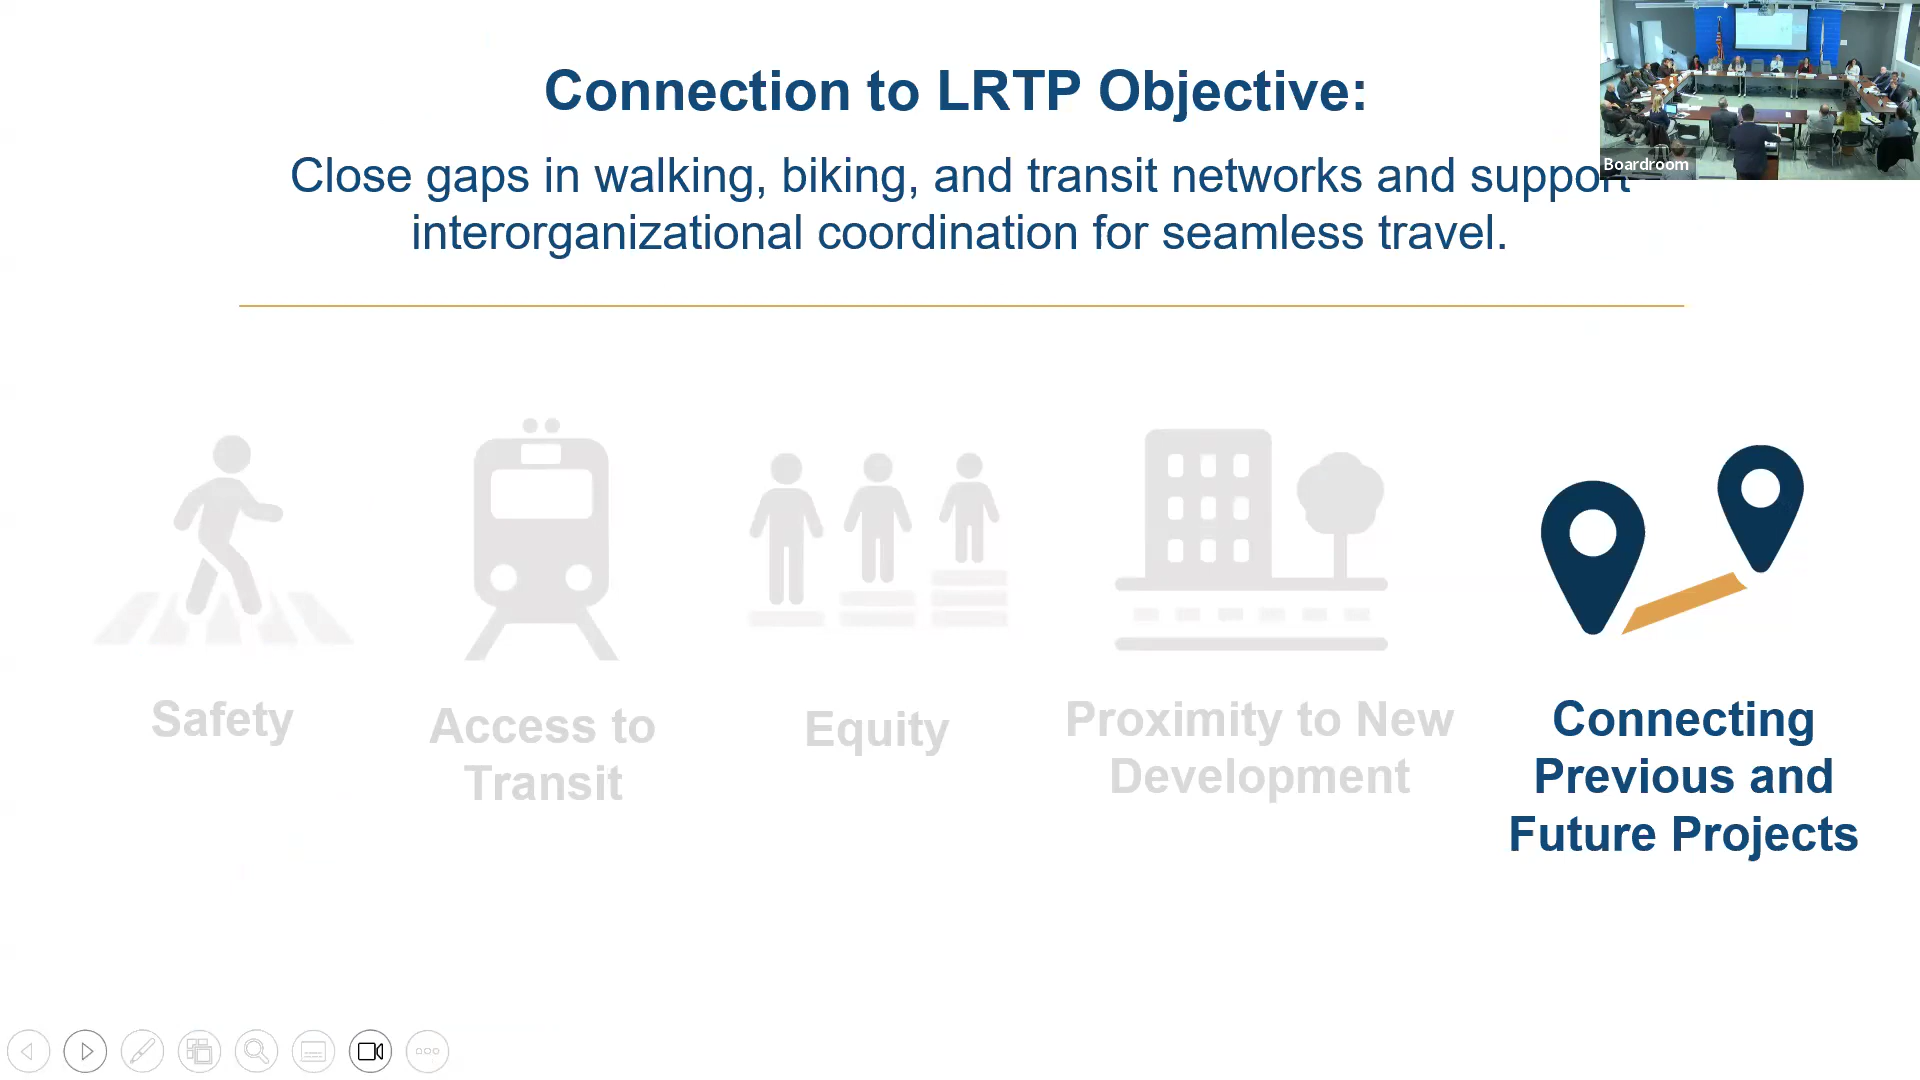 Connection to LRTP Objective:
Close gaps in walking, biking, and transit networks and support
interorganizational coordination for seamless travel.
Boardroom
Safety
Access to
Transit
Equity
Proximity to New
Development
Connecting
Previous and
Future Projects